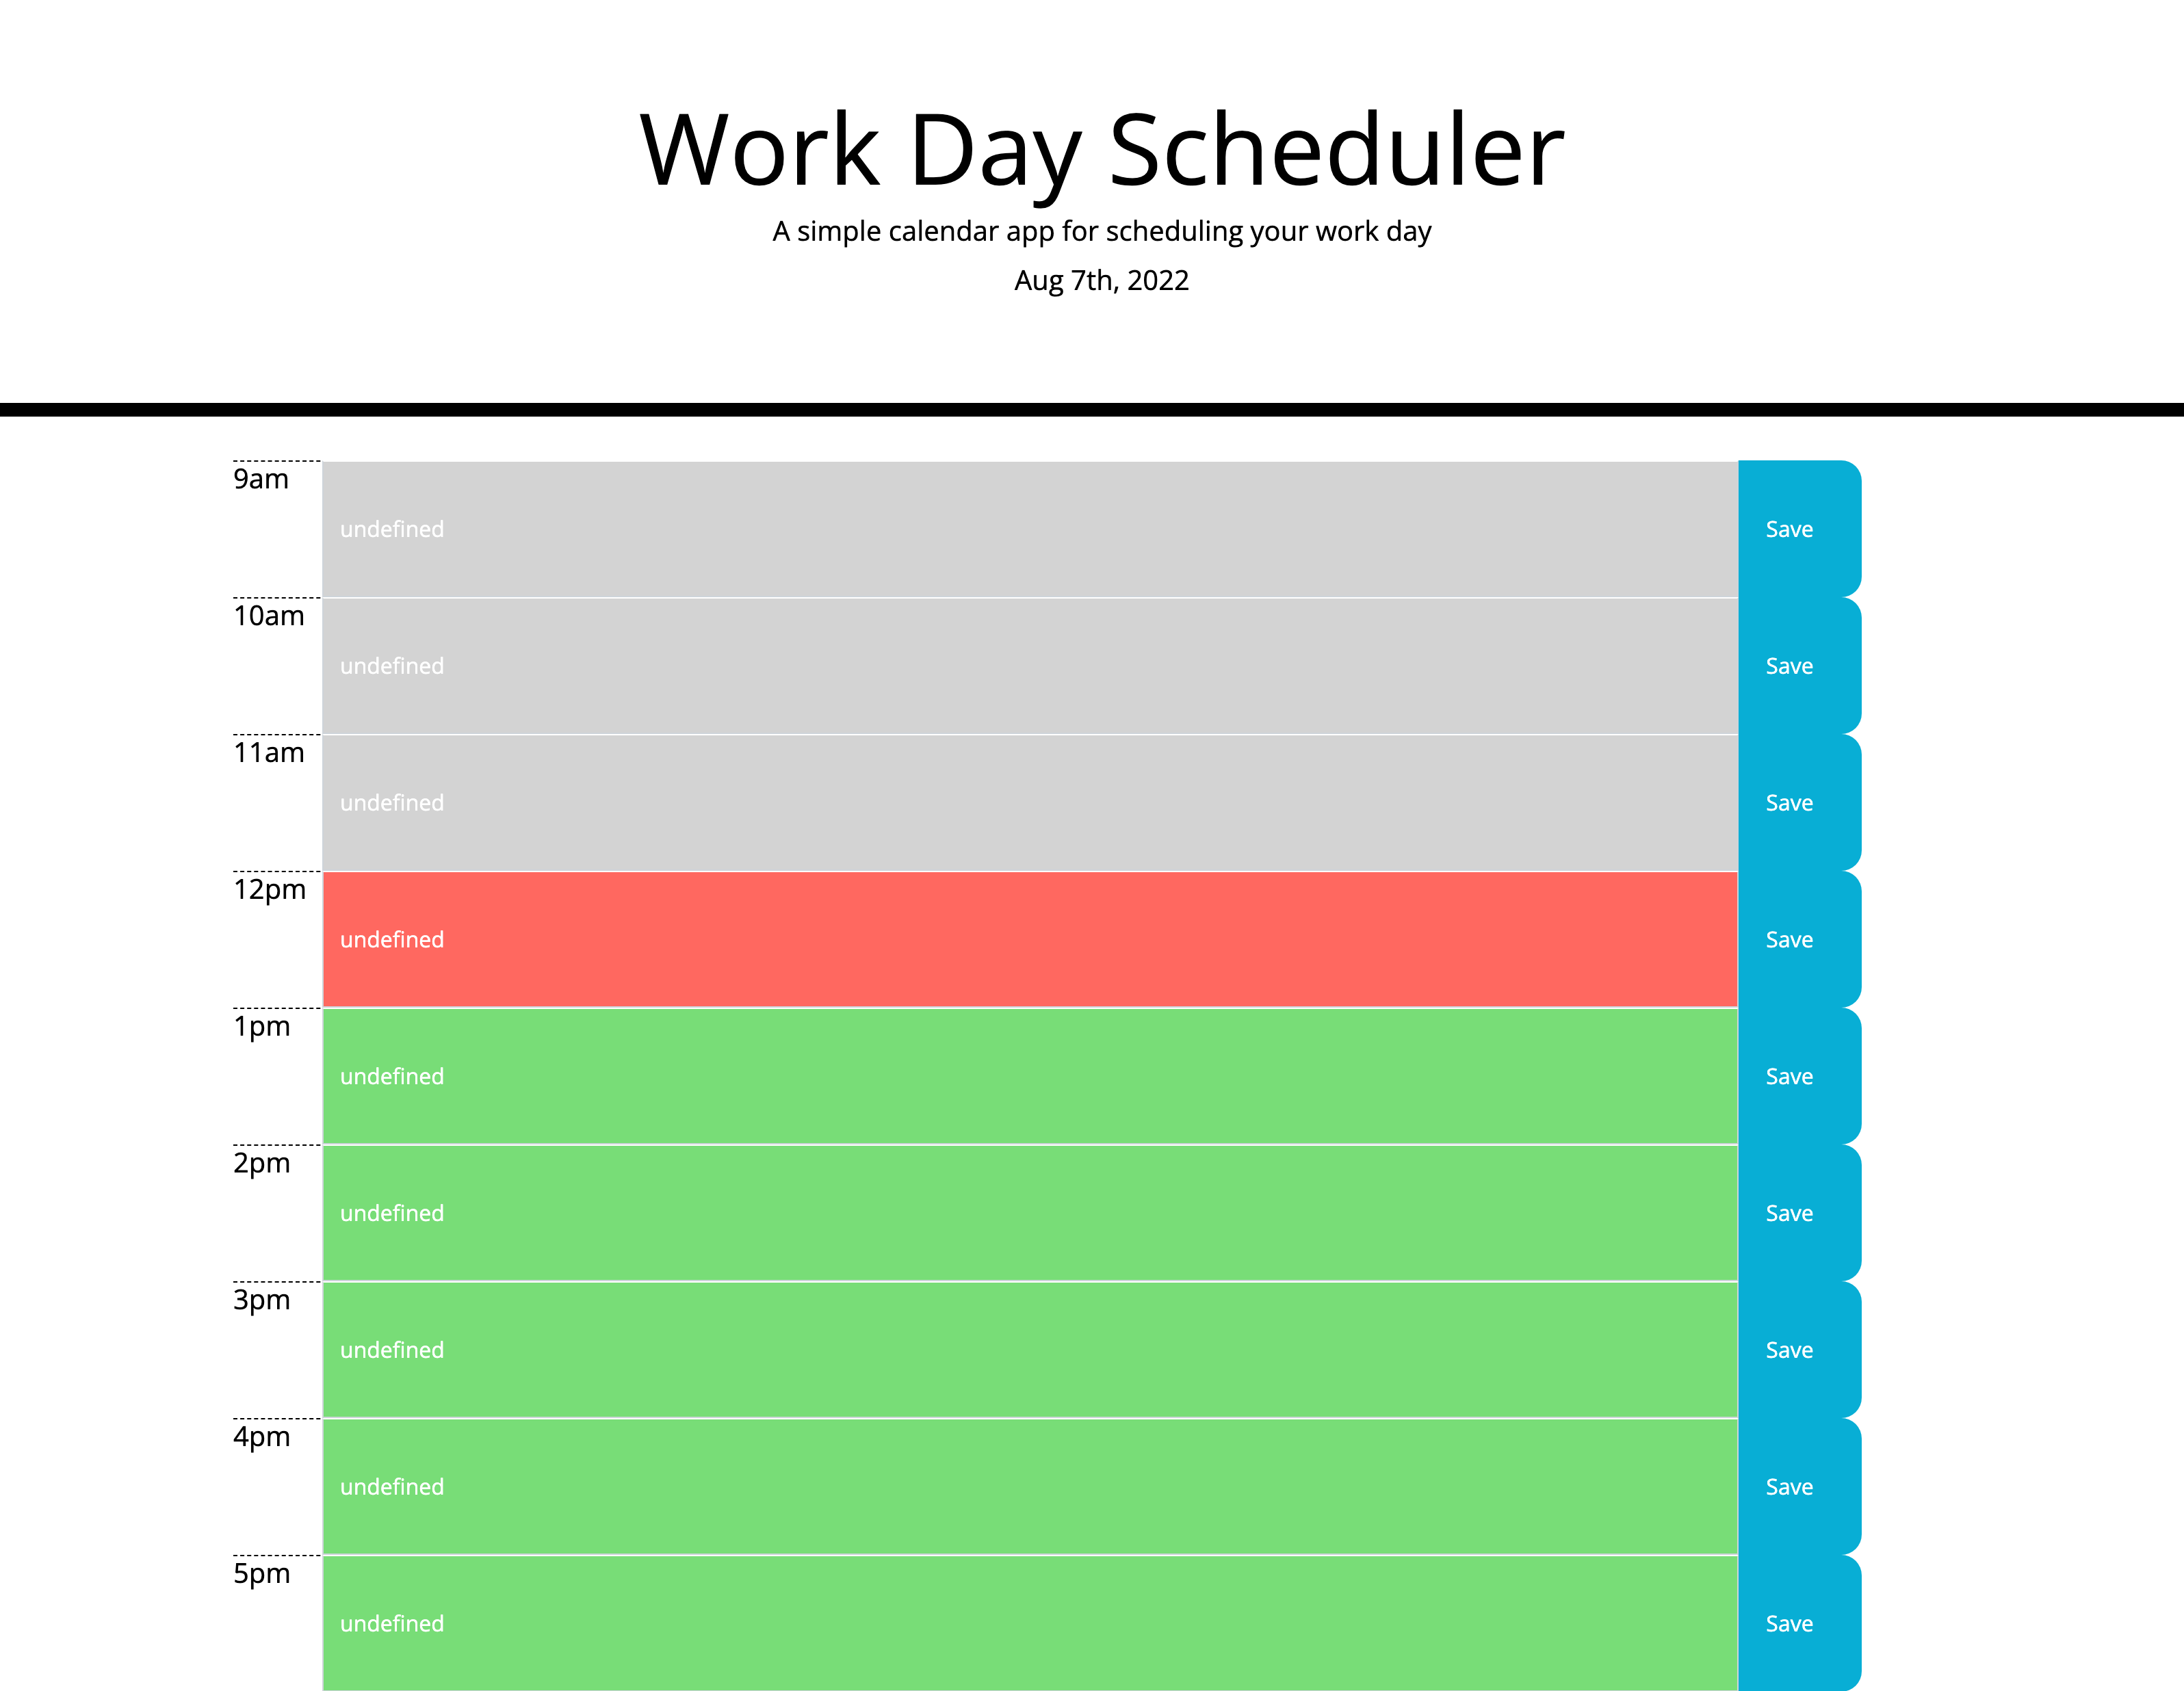 Work Day Scheduler
A simple calendar app for scheduling your work day
Aug 7th, 2022
9am
undefined
Save
10am
undefined
Save
11am
undefined
Save
12pm
undefined
Save
1pm
undefined
Save
2pm
undefined
Save
3pm
undefined
Save
4pm
undefined
Save
5pm
undefined
Save